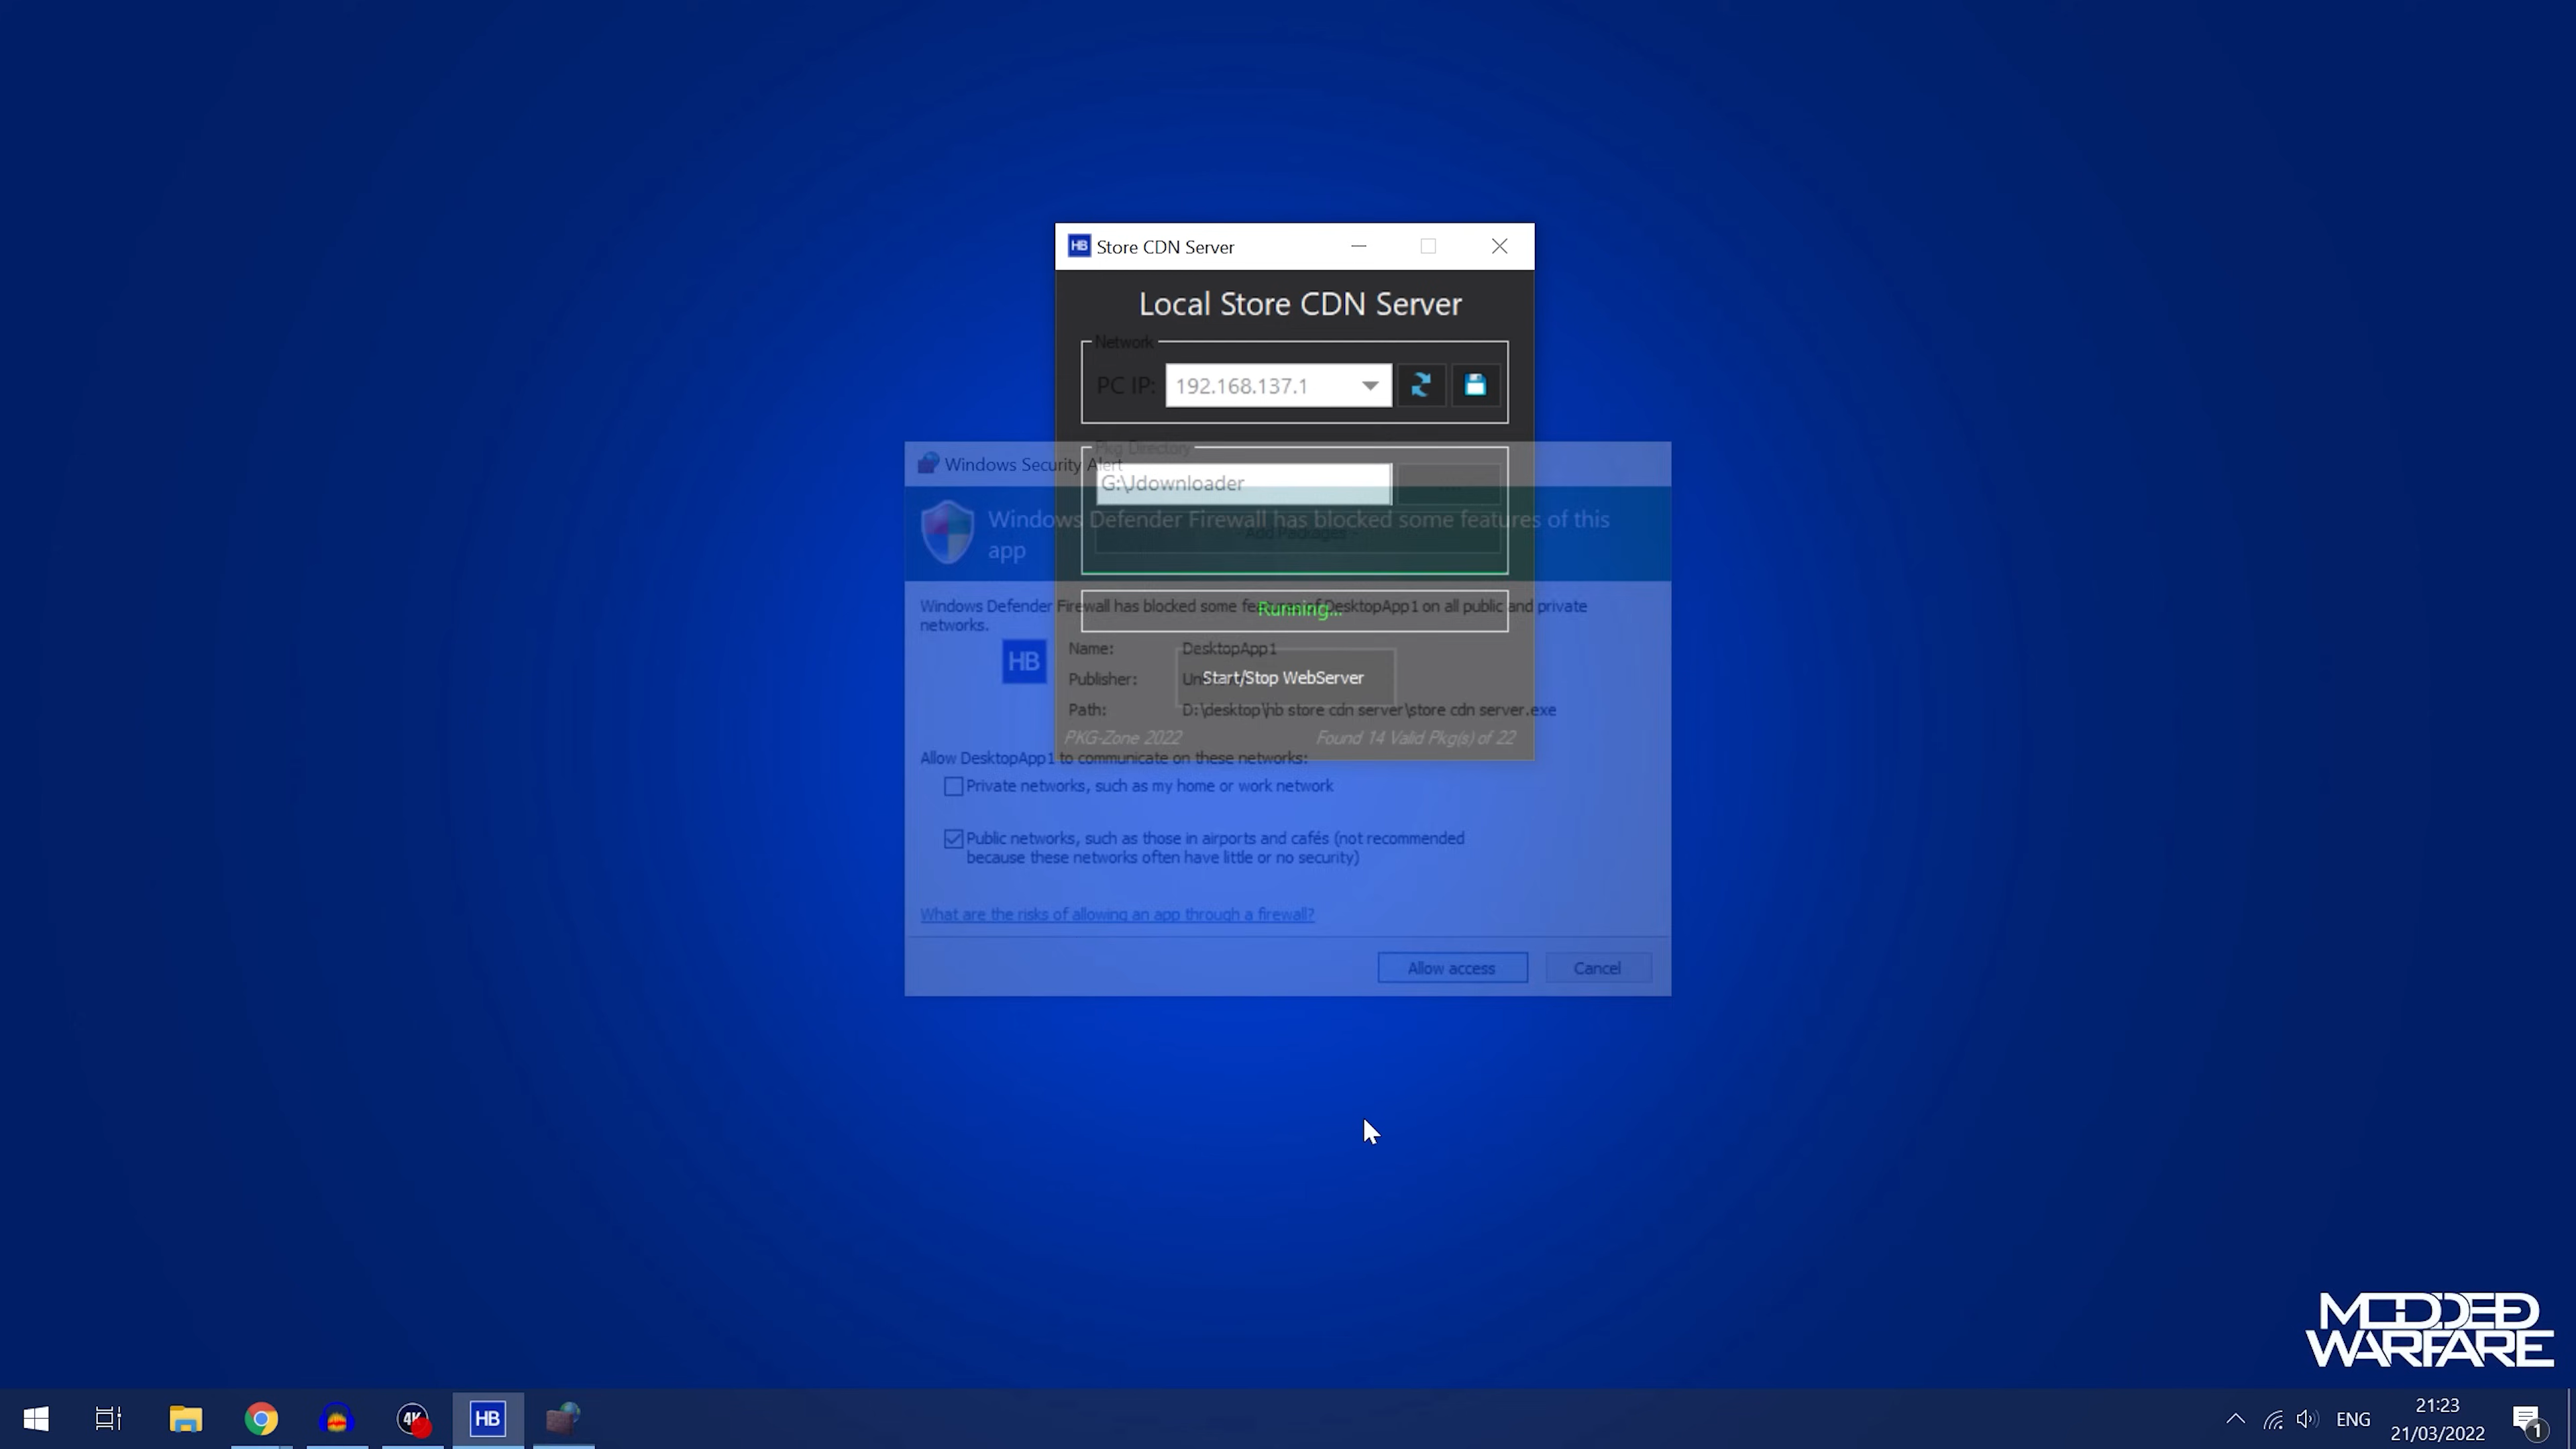 Store CDN Server
Local Store CDN Server
Network
PC IP:
192.168.137.1
Pkg Directory
G:\Jdownloader
- Add Packages -
Running...
Start/Stop WebServer
PKG-Zone 2022
Found 14 Valid Pkg(s) of 22
Windows Security Alert
Windows Defender Firewall has blocked some features of this
app
Windows Defender Firewall has blocked some features of DesktopApp1 on all public and private
networks.
HB
Name:
DesktopApp1
Publisher:
Path:
D:\desktop\hb store cdn server\store cdn server.exe
Allow DesktopApp1 to communicate on these networks:
Private networks, such as my home or work network
Public networks, such as those in airports and cafés (not recommended
because these networks often have little or no security)
What are the risks of allowing an app through a firewall?
Allow access
Cancel
MODDED
WARFARE
4K
HB
ENG
21:23
21/03/2022
1